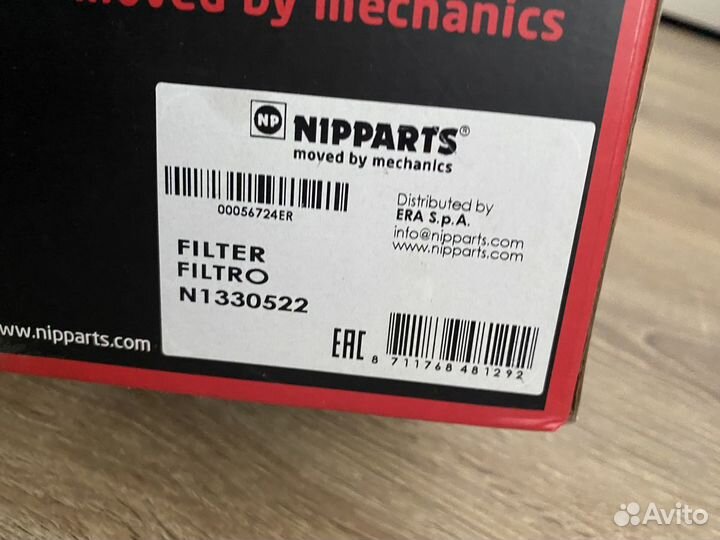 moved by mechanics
NP NIPPARTS®
moved by mechanics
00056724ER
Distributed by
ERA S.p.A.
info@nipparts.com
www.nipparts.com
FILTER
FILTRO
N1330522
EAC
8 711768 481292
www.nipparts.com
Avito